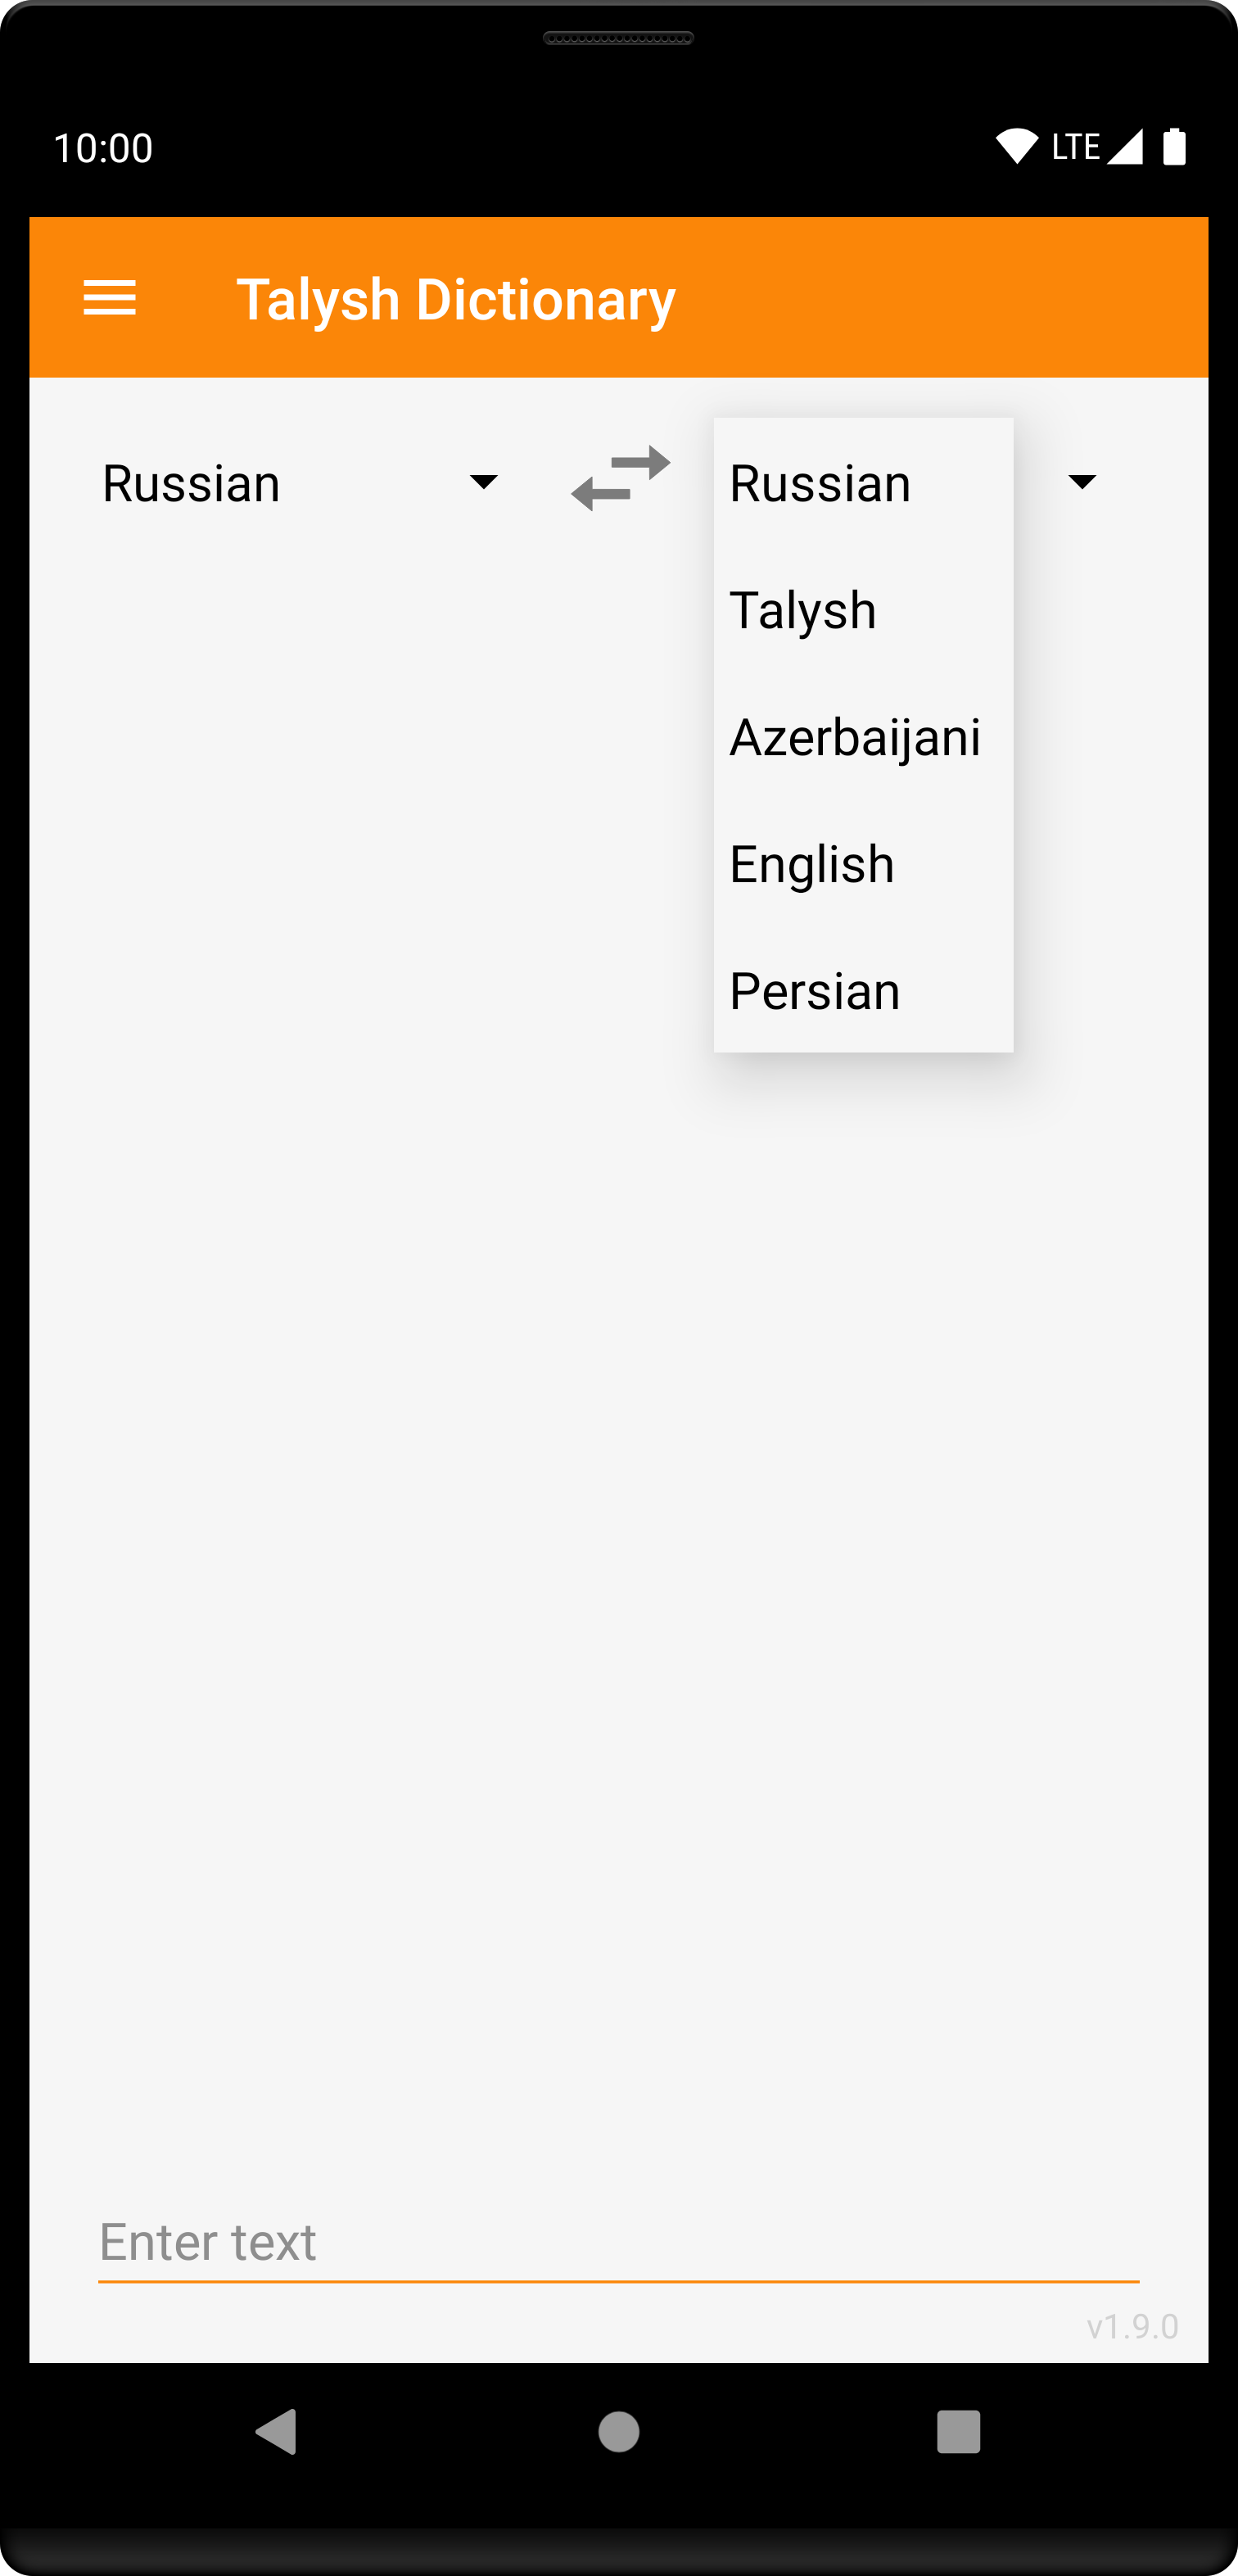 10:00 LTE
Talysh Dictionary
Russian Russian
Talysh
Azerbaijani
English
Persian
Enter text
v1.9.0